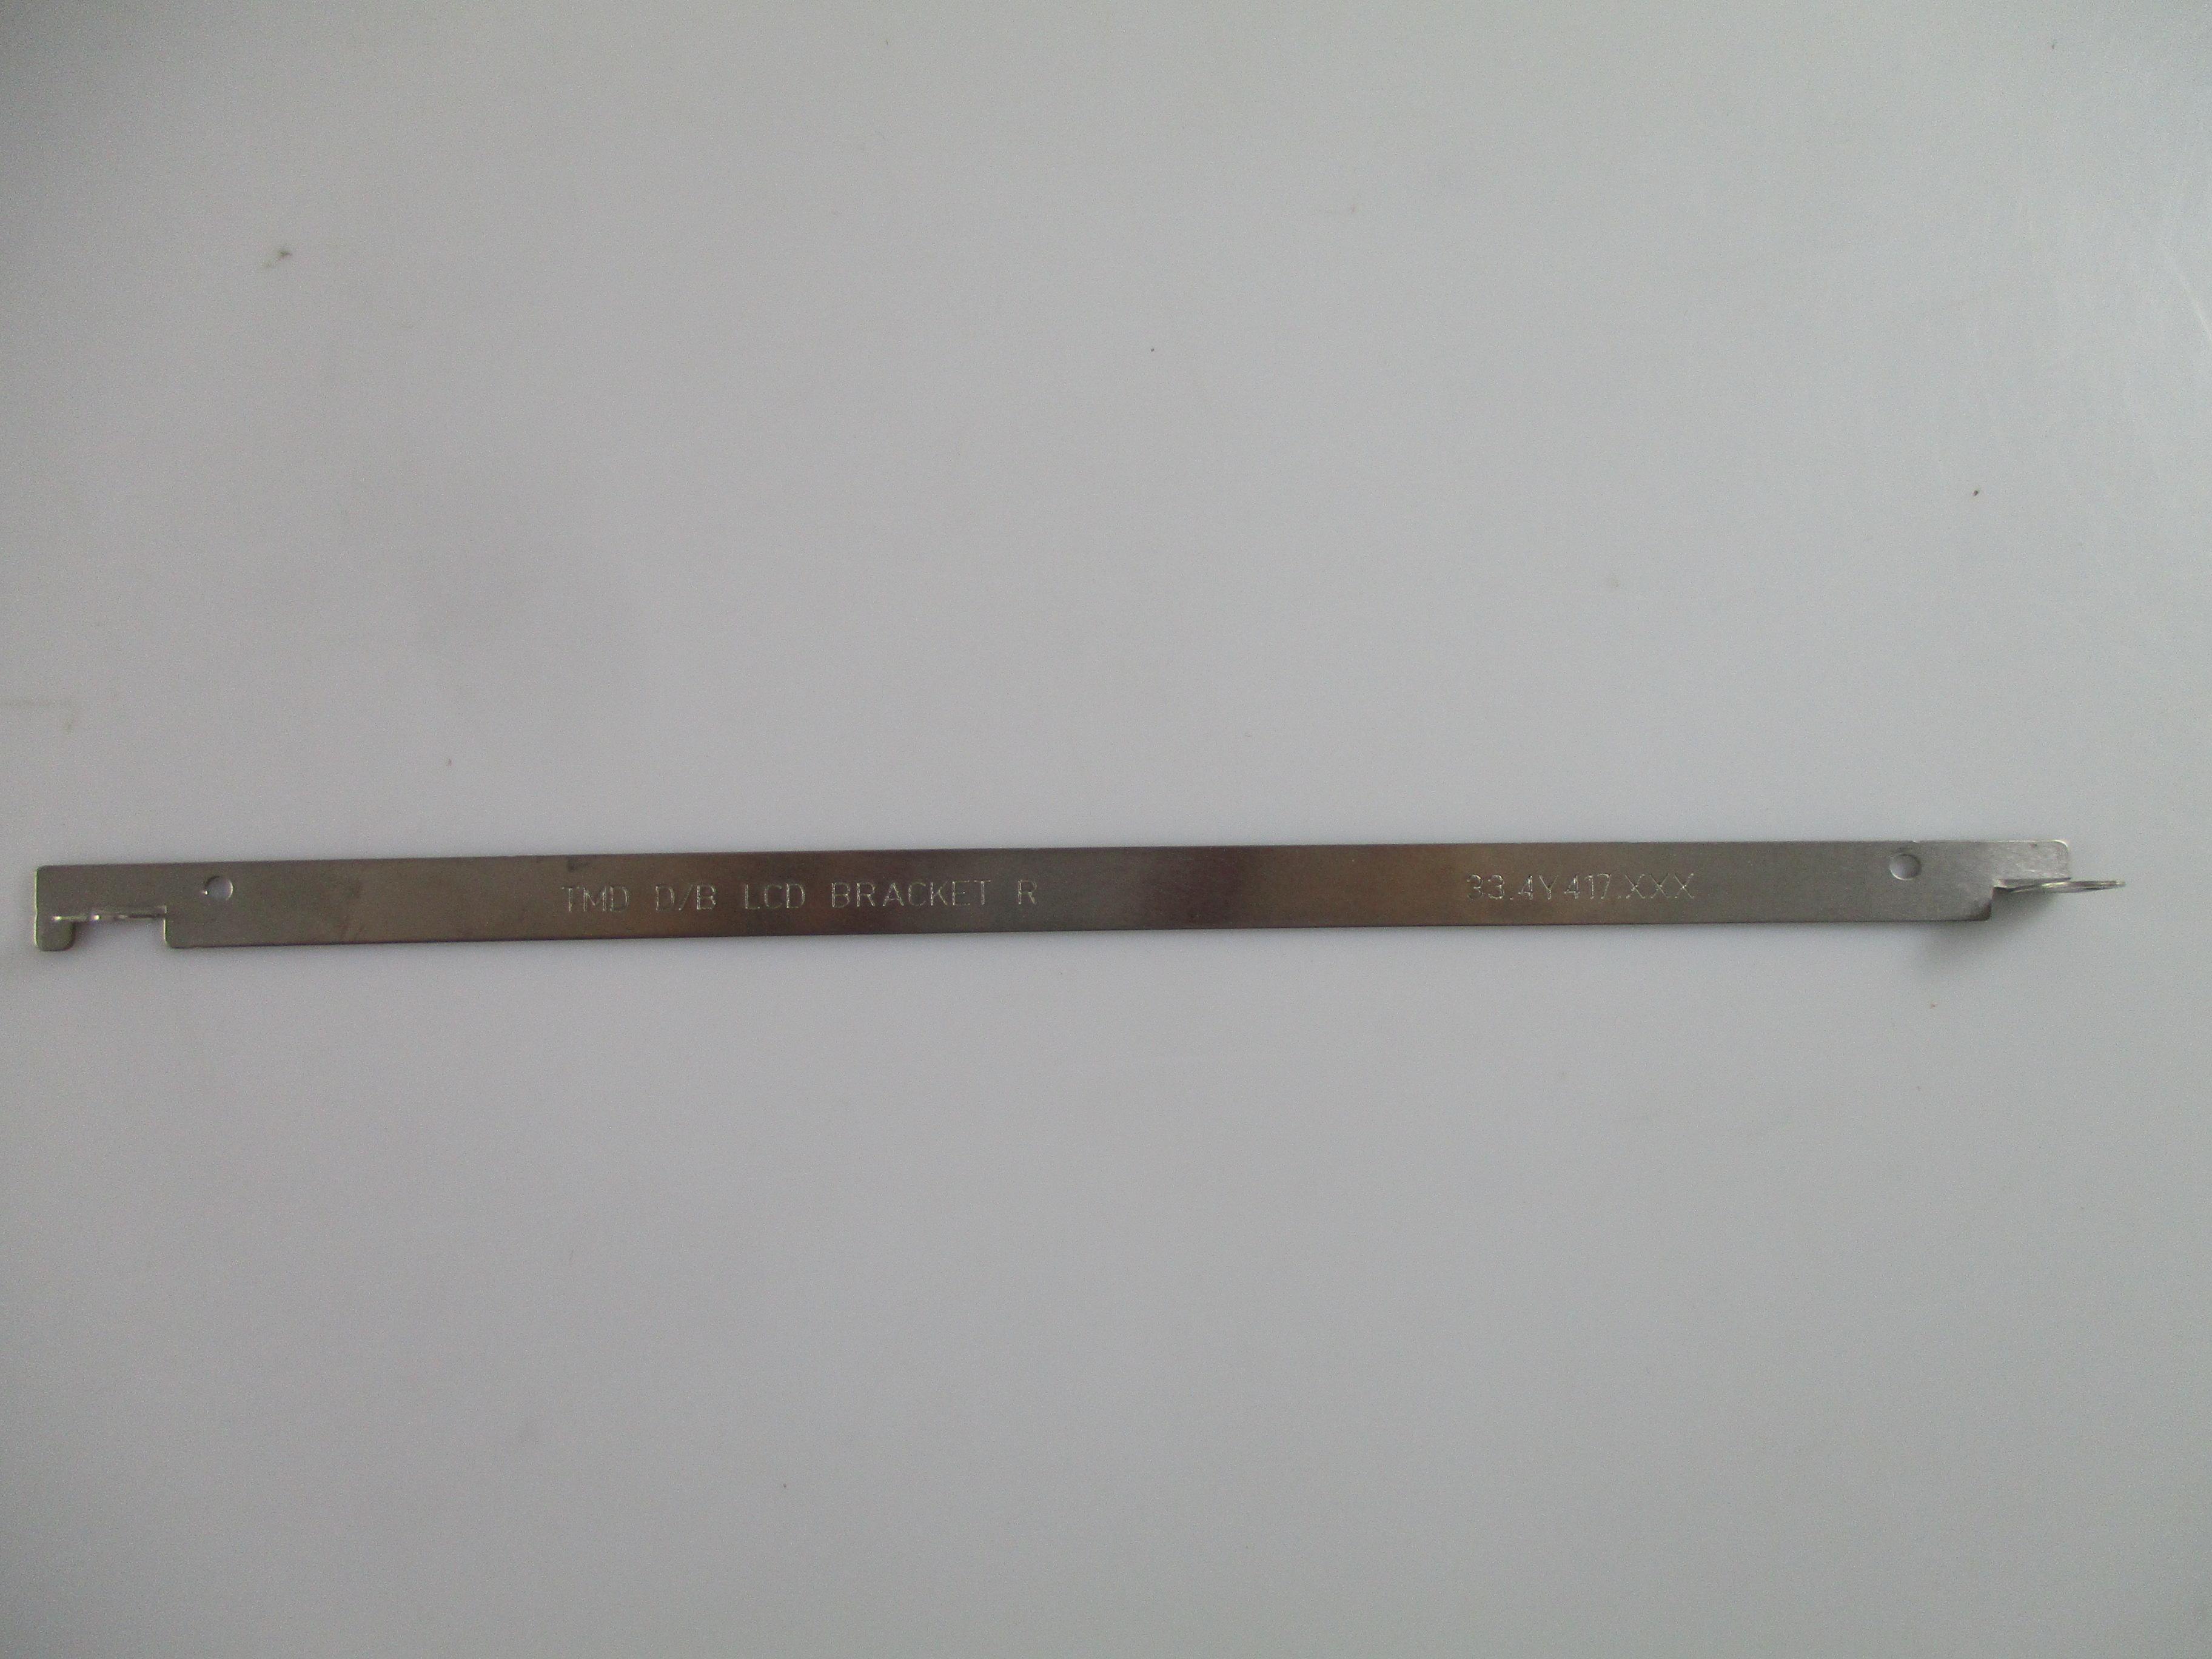 TMD D/B LCD BRACKET R 33.4Y417.XXX